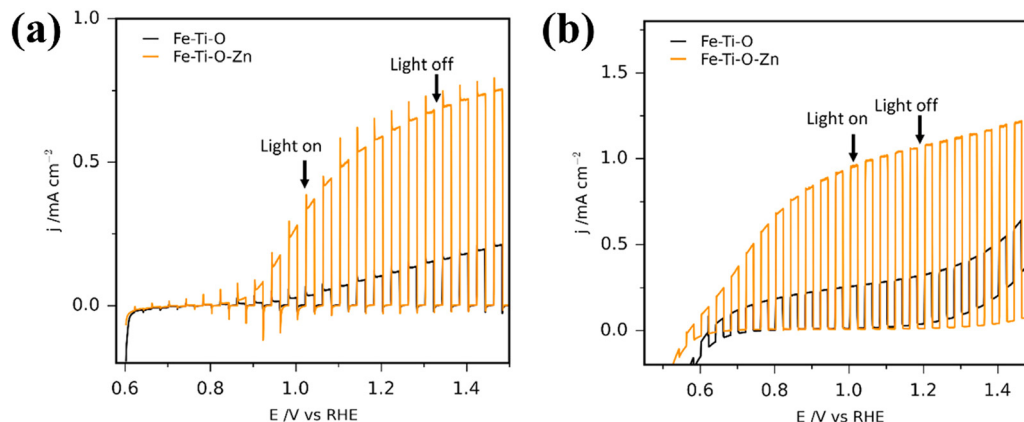 (a)
1.0
0.5
0.0
j /mA cm⁻²
Fe-Ti-O
Fe-Ti-O-Zn
Light on
Light off
0.6 0.8 1.0 1.2 1.4
E /V vs RHE
(b)
1.5
1.0
0.5
0.0
j /mA cm⁻²
Fe-Ti-O
Fe-Ti-O-Zn
Light on
Light off
0.6 0.8 1.0 1.2 1.4
E /V vs RHE